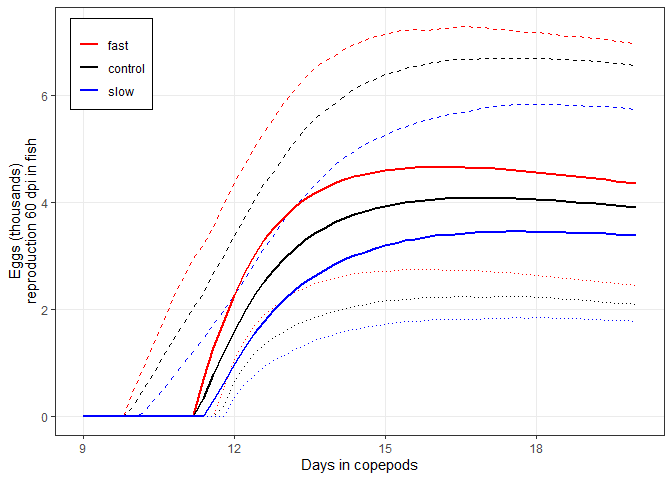 fast
control
slow
6
4
2
0
Eggs (thousands)
reproduction 60 dpi in fish
9
12
15
18
Days in copepods